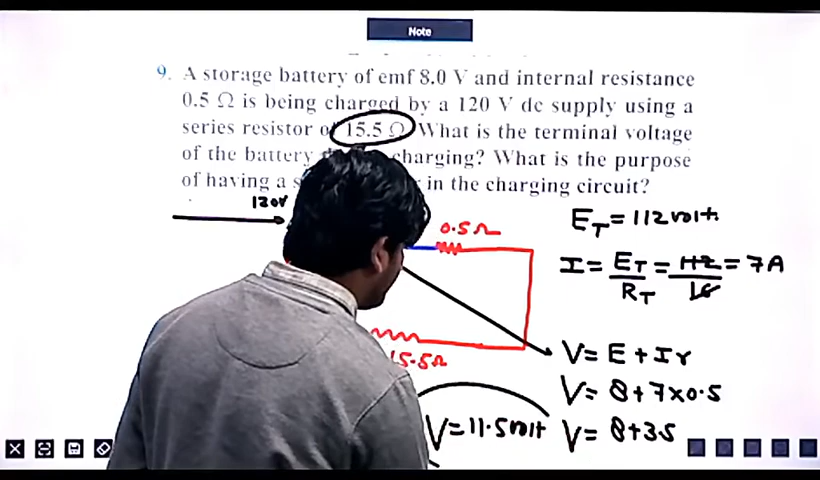 Note
9. A storage battery of emf 8.0 V and internal resistance
0.5 Ω is being charged by a 120 V dc supply using a
series resistor o 15.5 Ω. What is the terminal voltage
of the battery charging? What is the purpose
of having a s in the charging circuit?
120V
0.5Ω
15.5Ω
E_T = 112 volt.
I = E_T/R_T = 112/16 = 7A
V = E + Ir
V = 8 + 7×0.5
V = 8 + 3.5
V = 11.5 volt